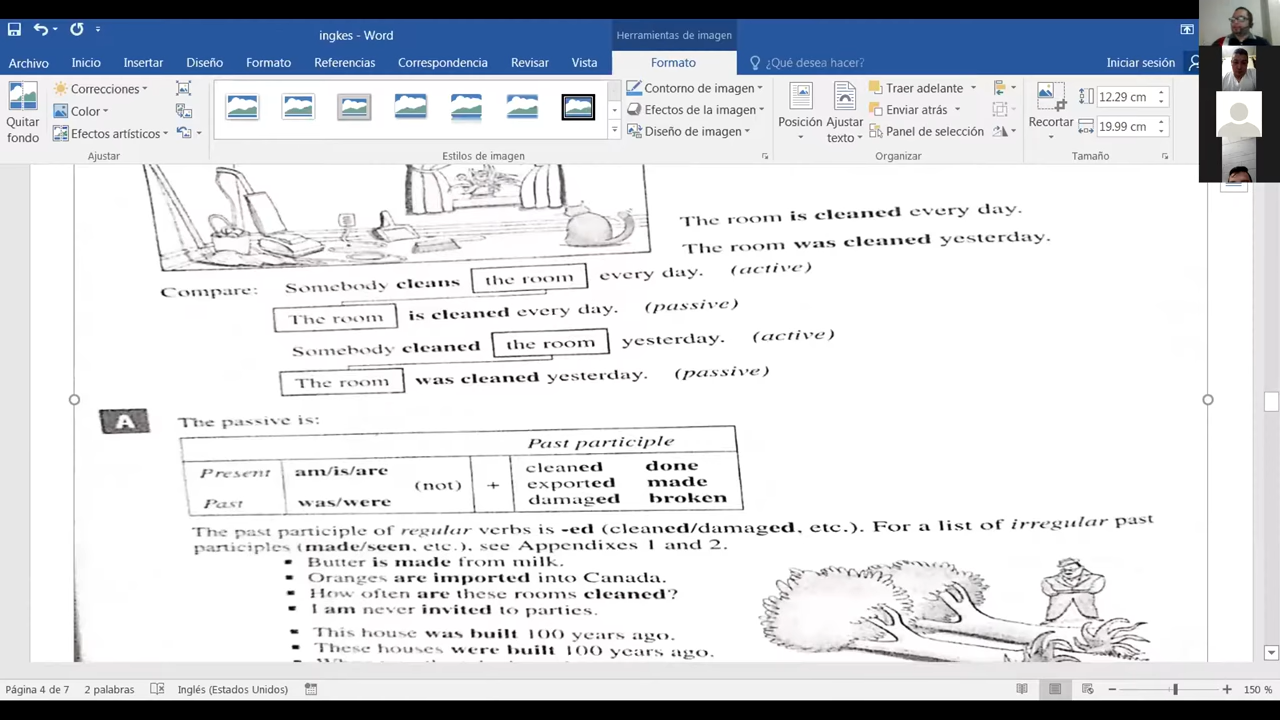 ingkes - Word
Herramientas de imagen
Archivo Inicio Insertar Diseño Formato Referencias Correspondencia Revisar Vista Formato ¿Qué desea hacer? Iniciar sesión
Quitar fondo
Correcciones
Color
Efectos artísticos
Ajustar
Estilos de imagen
Contorno de imagen
Efectos de la imagen
Diseño de imagen
Posición
Ajustar texto
Traer adelante
Enviar atrás
Panel de selección
Organizar
Recortar
12.29 cm
19.99 cm
Tamaño
The room is cleaned every day.
The room was cleaned yesterday.
Compare: Somebody cleans the room every day. (active)
The room is cleaned every day. (passive)
Somebody cleaned the room yesterday. (active)
The room was cleaned yesterday. (passive)
A The passive is:
Past participle
Present am/is/are (not) + cleaned done
exported made
Past was/were damaged broken
The past participle of regular verbs is -ed (cleaned/damaged, etc.). For a list of irregular past
participles (made/seen, etc.), see Appendixes 1 and 2.
▪ Butter is made from milk.
▪ Oranges are imported into Canada.
▪ How often are these rooms cleaned?
▪ I am never invited to parties.
▪ This house was built 100 years ago.
▪ These houses were built 100 years ago.
Página 4 de 7 2 palabras Inglés (Estados Unidos) 150 %